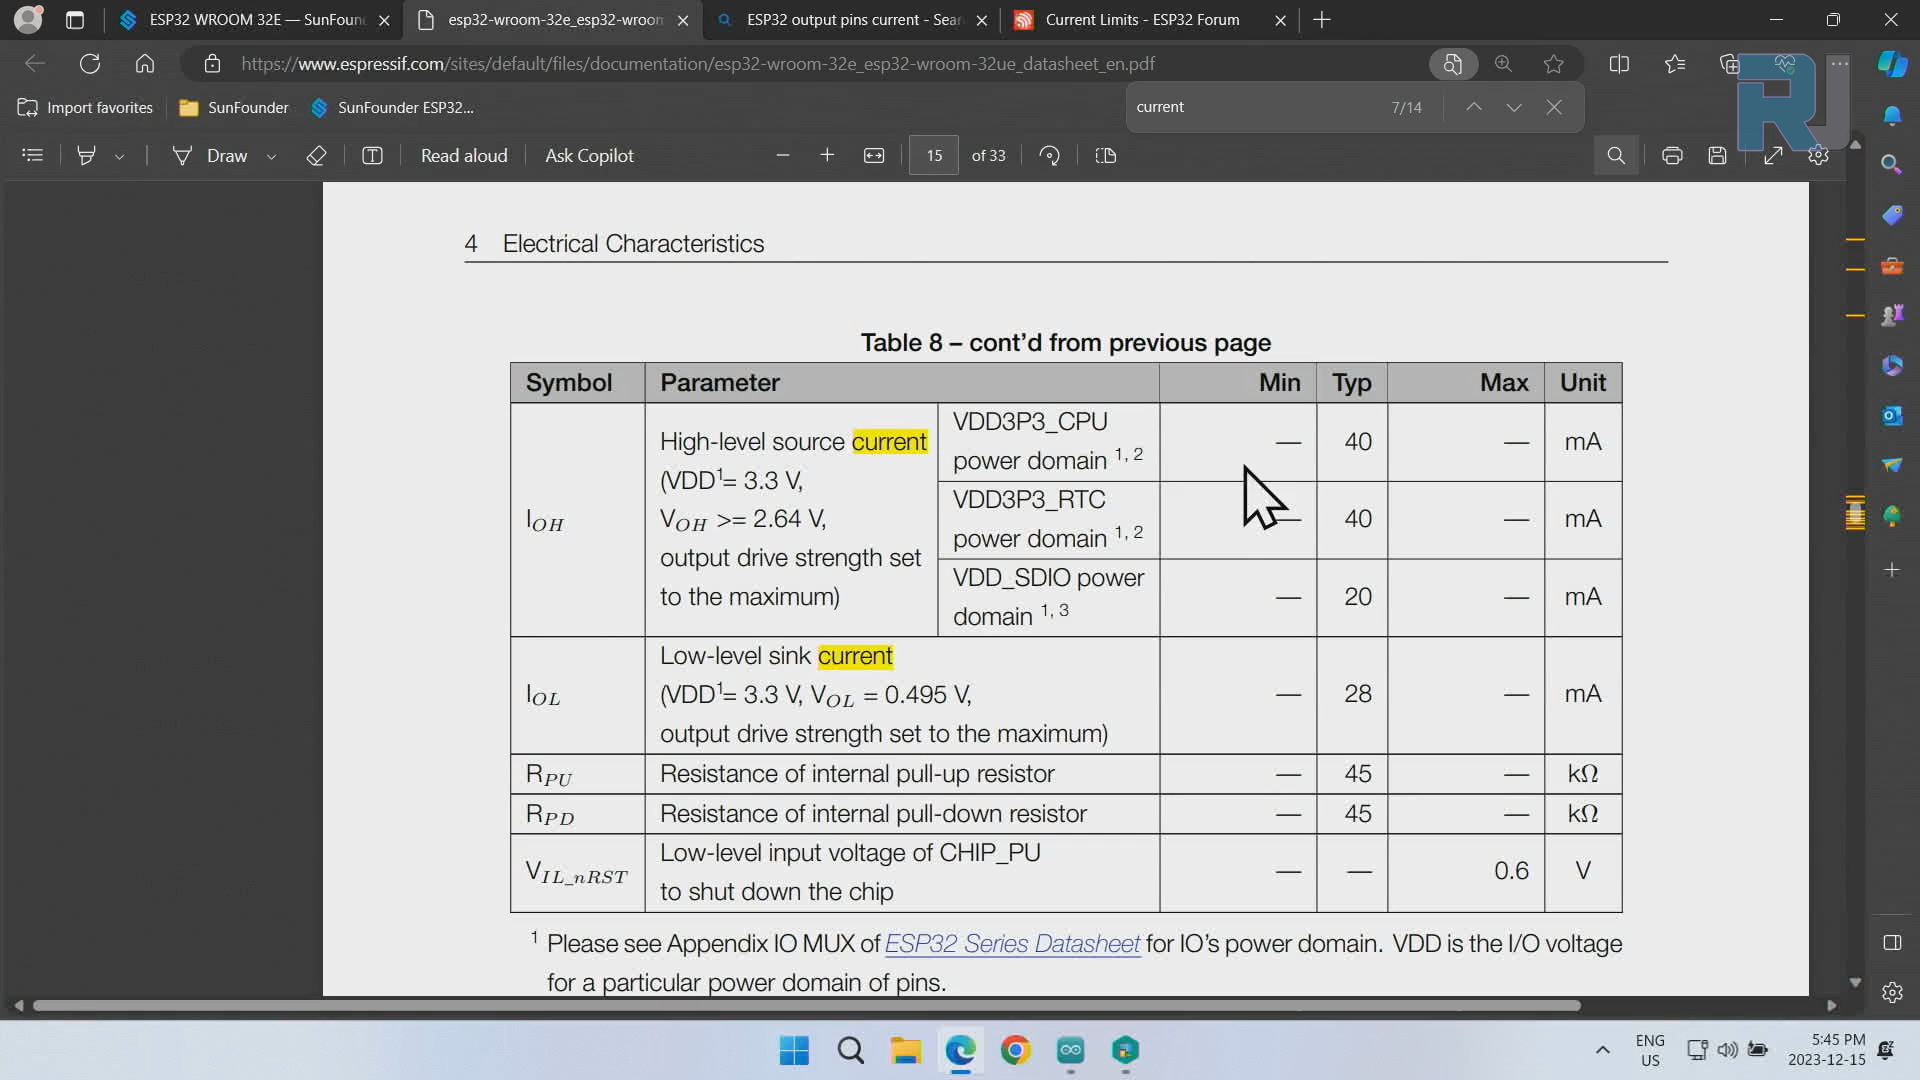 ESP32 WROOM 32E — SunFoun
esp32-wroom-32e_esp32-wroom
ESP32 output pins current - Sear
Current Limits - ESP32 Forum
https://www.espressif.com/sites/default/files/documentation/esp32-wroom-32e_esp32-wroom-32ue_datasheet_en.pdf
Import favorites
SunFounder
SunFounder ESP32...
current
7/14
RJ
Draw
Read aloud
Ask Copilot
15
of 33
4 Electrical Characteristics
Table 8 – cont'd from previous page
Symbol Parameter Min Typ Max Unit
I_OH
High-level source current
(VDD¹= 3.3 V,
V_OH >= 2.64 V,
output drive strength set
to the maximum)
VDD3P3_CPU
power domain 1, 2
— 40 — mA
VDD3P3_RTC
power domain 1, 2
— 40 — mA
VDD_SDIO power
domain 1, 3
— 20 — mA
I_OL
Low-level sink current
(VDD¹= 3.3 V, V_OL = 0.495 V,
output drive strength set to the maximum)
— 28 — mA
R_PU Resistance of internal pull-up resistor — 45 — kΩ
R_PD Resistance of internal pull-down resistor — 45 — kΩ
V_IL_nRST
Low-level input voltage of CHIP_PU
to shut down the chip
— — 0.6 V
1 Please see Appendix IO MUX of ESP32 Series Datasheet for IO's power domain. VDD is the I/O voltage
for a particular power domain of pins.
ENG
US
5:45 PM
2023-12-15